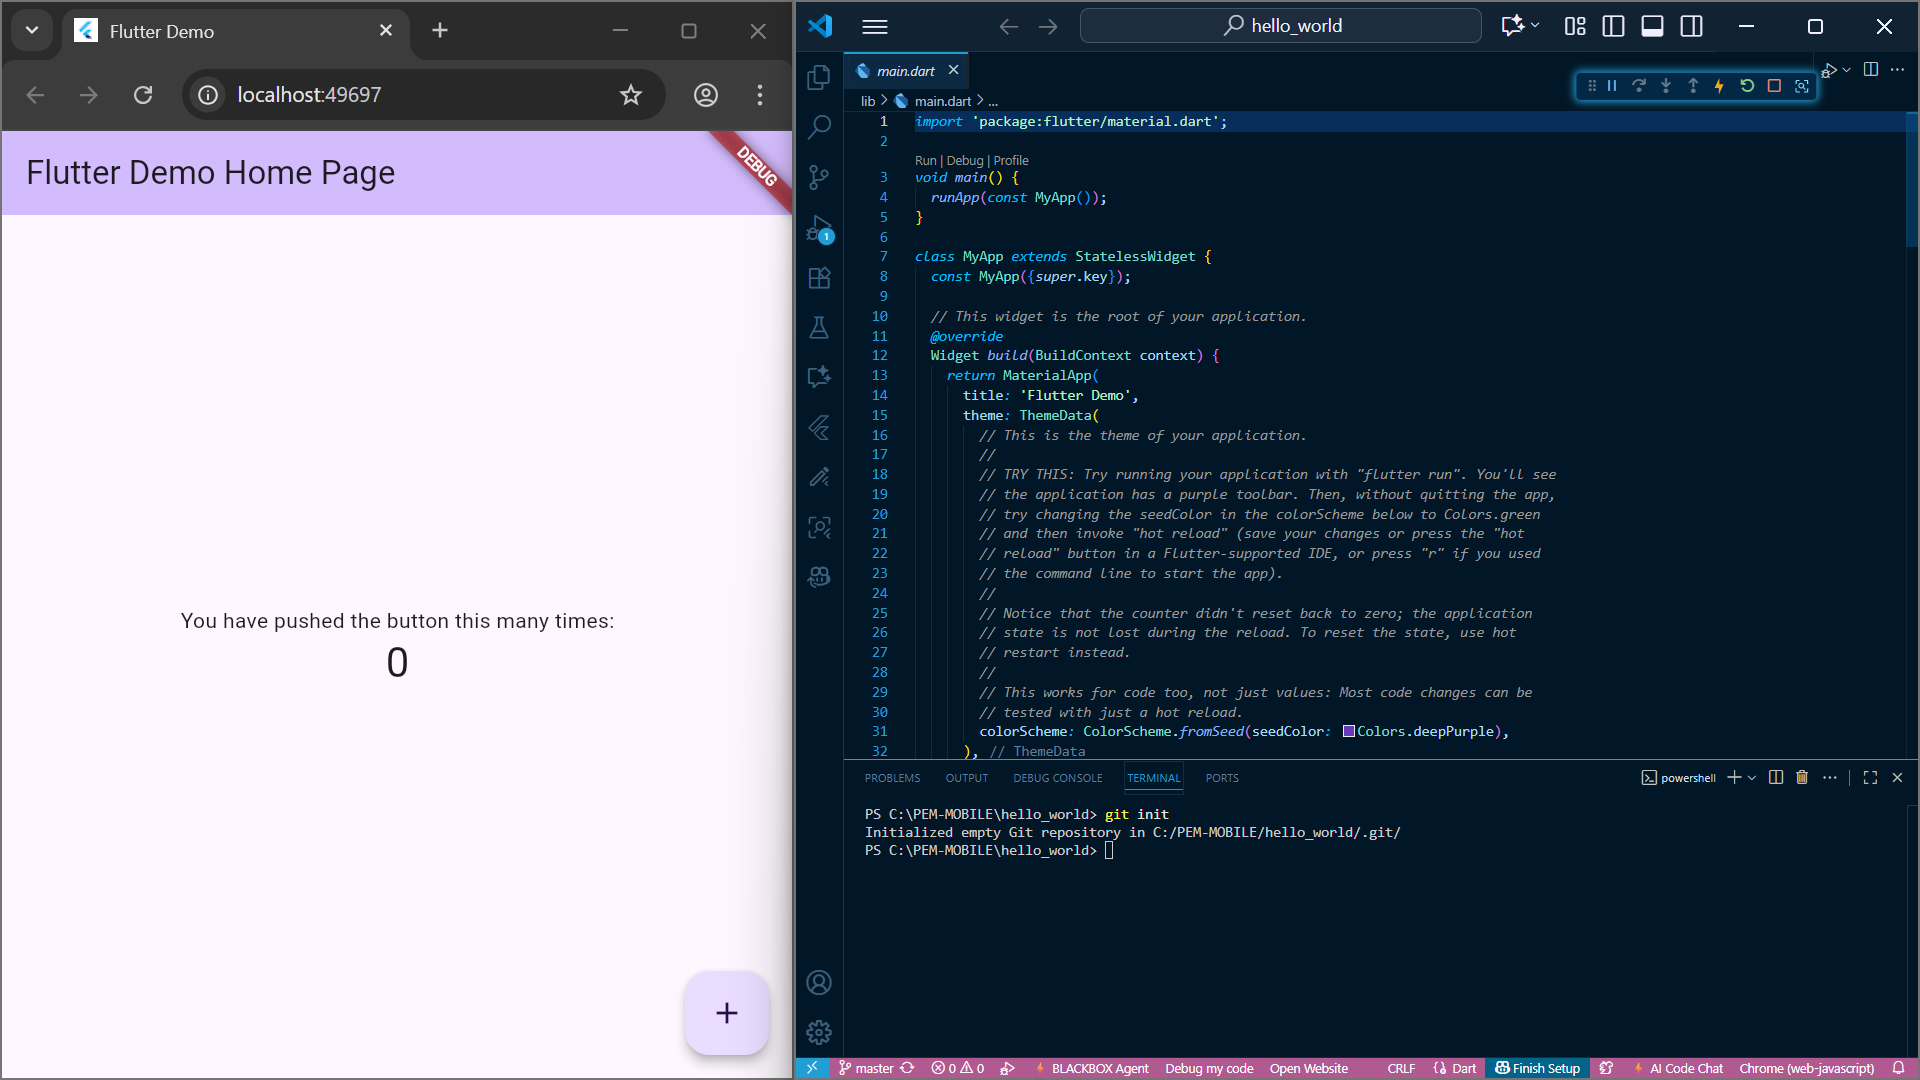 Flutter Demo
localhost:49697
Flutter Demo Home Page
DEBUG
You have pushed the button this many times:
0
+
hello_world
main.dart
lib > main.dart > ...
1 import 'package:flutter/material.dart';
2
Run | Debug | Profile
3 void main() {
4 runApp(const MyApp());
5 }
6
7 class MyApp extends StatelessWidget {
8 const MyApp({super.key});
9
10 // This widget is the root of your application.
11 @override
12 Widget build(BuildContext context) {
13 return MaterialApp(
14 title: 'Flutter Demo',
15 theme: ThemeData(
16 // This is the theme of your application.
17 //
18 // TRY THIS: Try running your application with "flutter run". You'll see
19 // the application has a purple toolbar. Then, without quitting the app,
20 // try changing the seedColor in the colorScheme below to Colors.green
21 // and then invoke "hot reload" (save your changes or press the "hot
22 // reload" button in a Flutter-supported IDE, or press "r" if you used
23 // the command line to start the app).
24 //
25 // Notice that the counter didn't reset back to zero; the application
26 // state is not lost during the reload. To reset the state, use hot
27 // restart instead.
28 //
29 // This works for code too, not just values: Most code changes can be
30 // tested with just a hot reload.
31 colorScheme: ColorScheme.fromSeed(seedColor: Colors.deepPurple),
32 ), // ThemeData
1
PROBLEMS OUTPUT DEBUG CONSOLE TERMINAL PORTS powershell
PS C:\PEM-MOBILE\hello_world> git init
Initialized empty Git repository in C:/PEM-MOBILE/hello_world/.git/
PS C:\PEM-MOBILE\hello_world>
master 0 0 BLACKBOX Agent Debug my code Open Website CRLF {} Dart Finish Setup AI Code Chat Chrome (web-javascript)